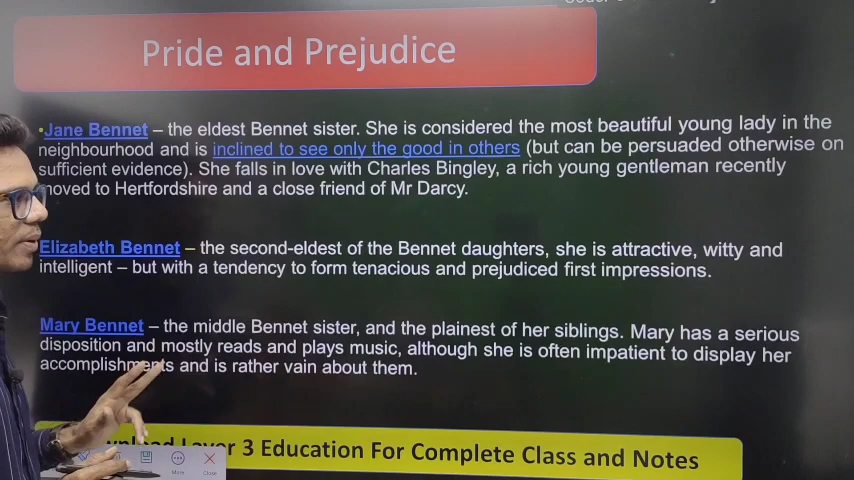 Pride and Prejudice
•Jane Bennet – the eldest Bennet sister. She is considered the most beautiful young lady in the
neighbourhood and is inclined to see only the good in others (but can be persuaded otherwise on
sufficient evidence). She falls in love with Charles Bingley, a rich young gentleman recently
moved to Hertfordshire and a close friend of Mr Darcy.
Elizabeth Bennet – the second-eldest of the Bennet daughters, she is attractive, witty and
intelligent – but with a tendency to form tenacious and prejudiced first impressions.
Mary Bennet – the middle Bennet sister, and the plainest of her siblings. Mary has a serious
disposition and mostly reads and plays music, although she is often impatient to display her
accomplishments and is rather vain about them.
Layer 3 Education For Complete Class and Notes
More Close